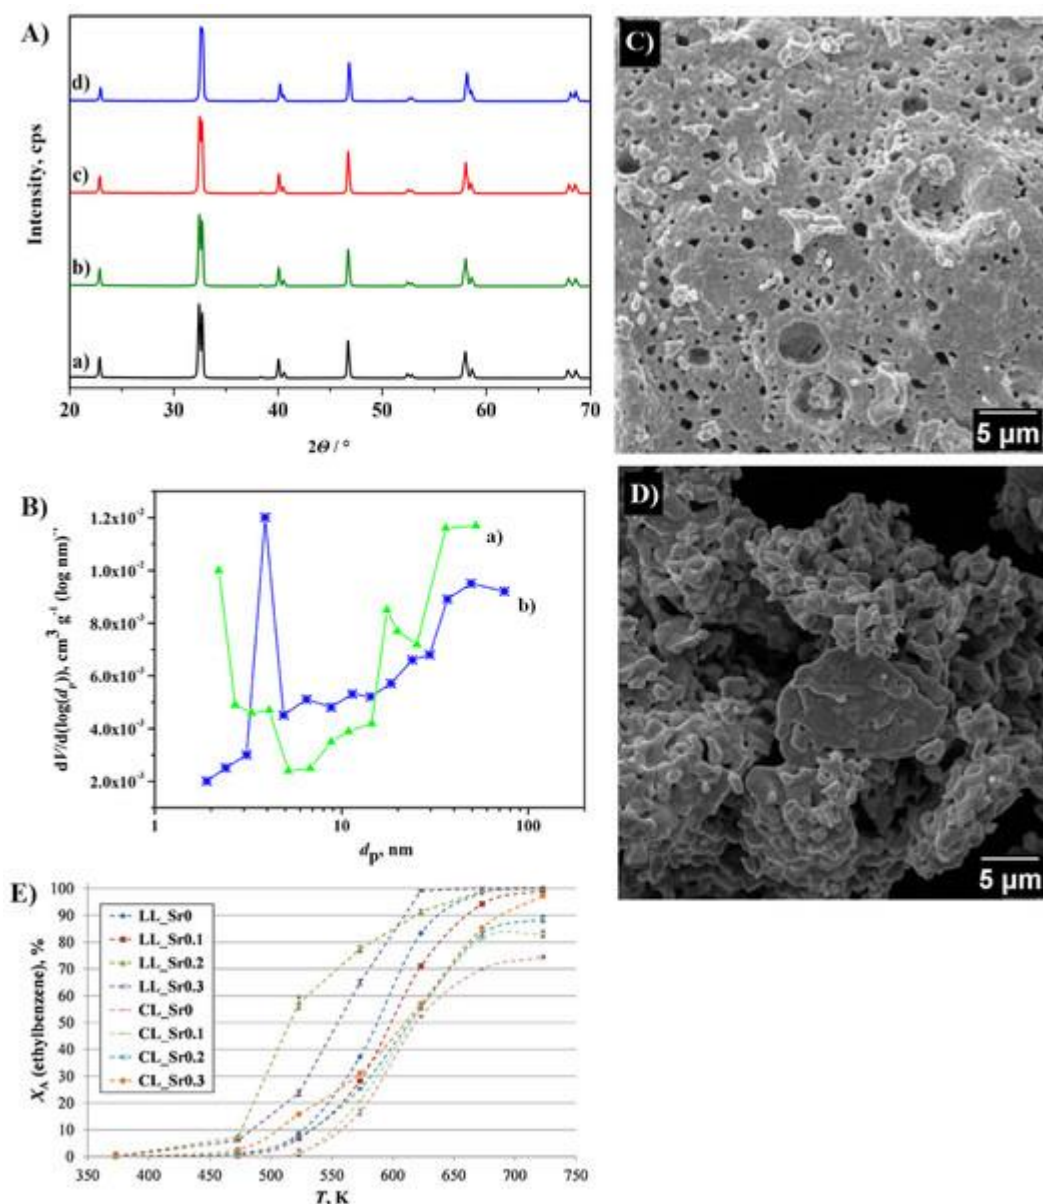 A)
Intensity, cps
d)
c)
b)
a)
20 30 40 50 60 70
2Θ / °
B)
dV/d(log(dₚ)), cm³ g⁻¹ (log nm)⁻¹
1.2x10⁻²
1.0x10⁻²
8.0x10⁻³
6.0x10⁻³
4.0x10⁻³
2.0x10⁻³
a)
b)
1 10 100
dₚ, nm
C)
5 µm
D)
5 µm
E)
X_A (ethylbenzene), %
100
90
80
70
60
50
40
30
20
10
0
LL_Sr0
LL_Sr0.1
LL_Sr0.2
LL_Sr0.3
CL_Sr0
CL_Sr0.1
CL_Sr0.2
CL_Sr0.3
350 400 450 500 550 600 650 700 750
T, K